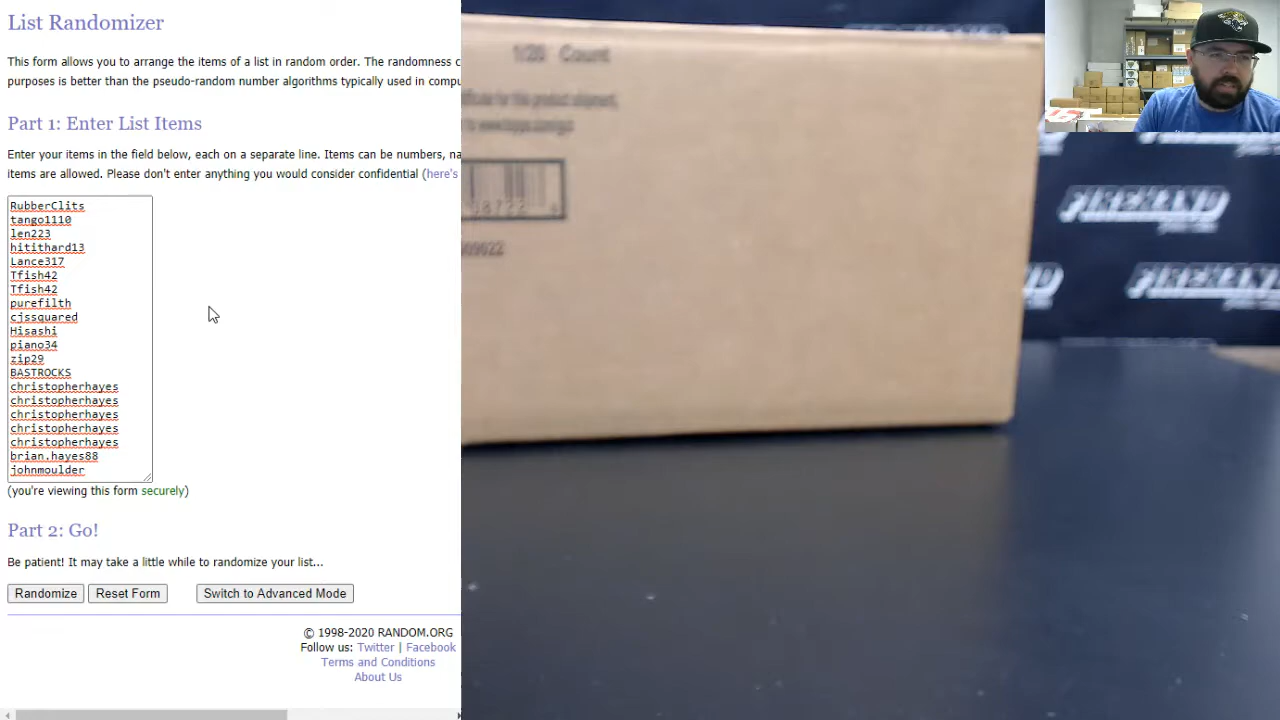 List Randomizer
This form allows you to arrange the items of a list in random order. The randomness c
purposes is better than the pseudo-random number algorithms typically used in compu
Part 1: Enter List Items
Enter your items in the field below, each on a separate line. Items can be numbers, na
items are allowed. Please don't enter anything you would consider confidential (here's
RubberClits
tango1110
len223
hitithard13
Lance317
Tfish42
Tfish42
purefilth
cjssquared
Hisashi
piano34
zip29
BASTROCKS
christopherhayes
christopherhayes
christopherhayes
christopherhayes
christopherhayes
brian.hayes88
johnmoulder
(you're viewing this form securely)
Part 2: Go!
Be patient! It may take a little while to randomize your list...
Randomize Reset Form Switch to Advanced Mode
© 1998-2020 RANDOM.ORG
Follow us: Twitter | Facebook
Terms and Conditions
About Us
Count
for this product shipment,
FIREHAND